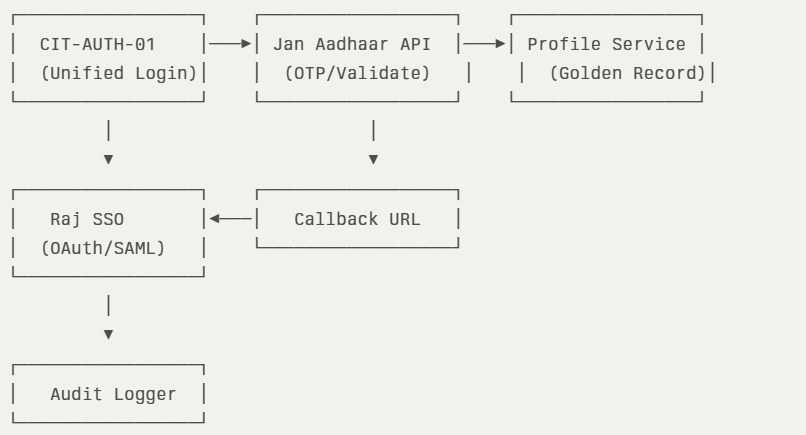 CIT-AUTH-01 Jan Aadhaar API Profile Service
(Unified Login) (OTP/Validate) (Golden Record)
Raj SSO Callback URL
(OAuth/SAML)
Audit Logger